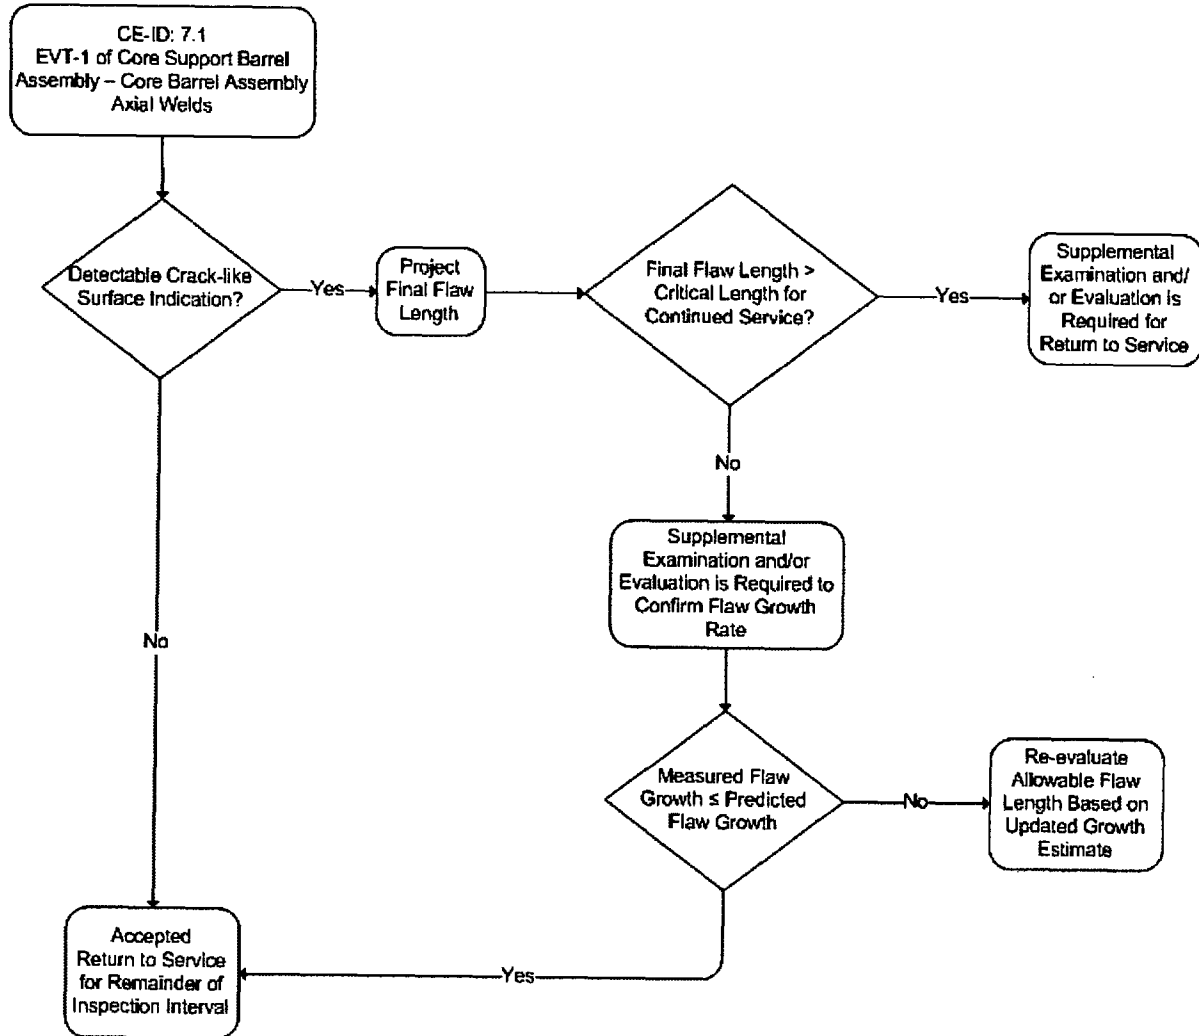 CE-ID: 7.1
EVT-1 of Core Support Barrel
Assembly – Core Barrel Assembly
Axial Welds
Detectable Crack-like
Surface Indication?
Yes
Project
Final Flaw
Length
Final Flaw Length >
Critical Length for
Continued Service?
Yes
Supplemental
Examination and/
or Evaluation is
Required for
Return to Service
No
Supplemental
Examination and/or
Evaluation is Required to
Confirm Flaw Growth
Rate
No
Measured Flaw
Growth ≤ Predicted
Flaw Growth
No
Re-evaluate
Allowable Flaw
Length Based on
Updated Growth
Estimate
Accepted
Return to Service
for Remainder of
Inspection Interval
Yes